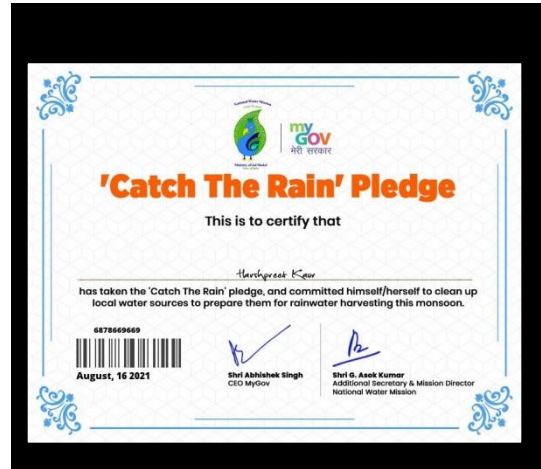 National Water Mission
my
GOV
मेरी सरकार
'Catch The Rain' Pledge
This is to certify that
Harshpreet Kaur
has taken the 'Catch The Rain' pledge, and committed himself/herself to clean up
local water sources to prepare them for rainwater harvesting this monsoon.
6878669669
August, 16 2021
Shri Abhishek Singh
CEO MyGov
Shri G. Asok Kumar
Additional Secretary & Mission Director
National Water Mission